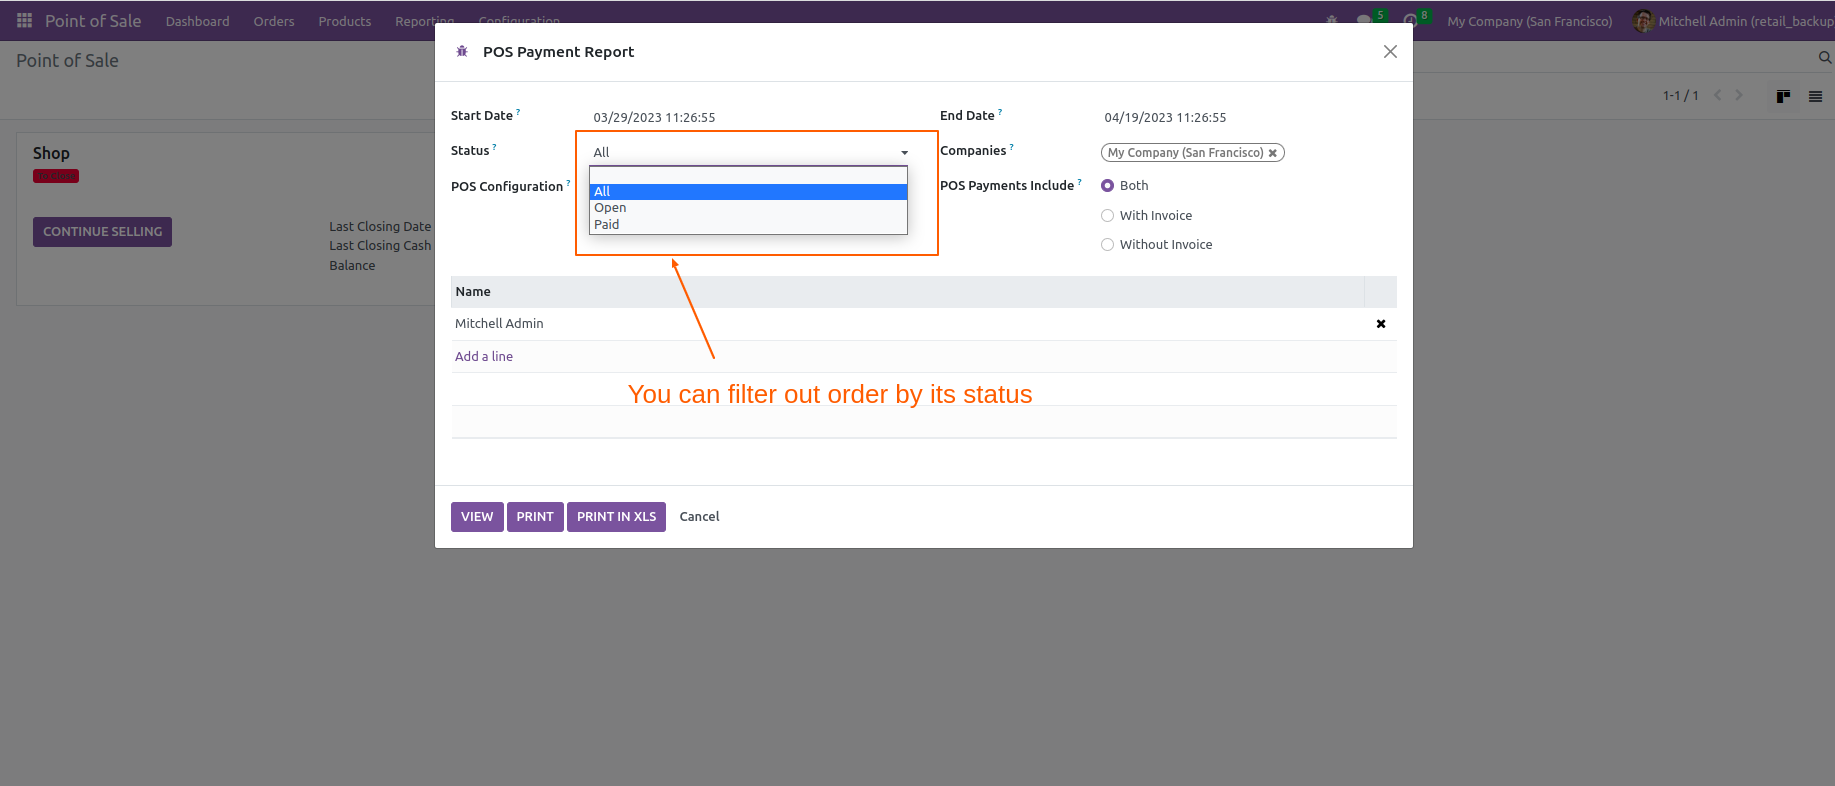 Point of Sale Dashboard Orders Products Reporting Configuration 5 8 My Company (San Francisco) Mitchell Admin (retail_backup
Point of Sale
1-1 / 1
Shop
CONTINUE SELLING
Last Closing Date
Last Closing Cash
Balance
POS Payment Report
Start Date ? 03/29/2023 11:26:55 End Date ? 04/19/2023 11:26:55
Status ? All Companies ? My Company (San Francisco) ✖
POS Configuration ? POS Payments Include ? Both
All
Open
Paid
With Invoice
Without Invoice
Name
Mitchell Admin
Add a line
You can filter out order by its status
VIEW PRINT PRINT IN XLS Cancel